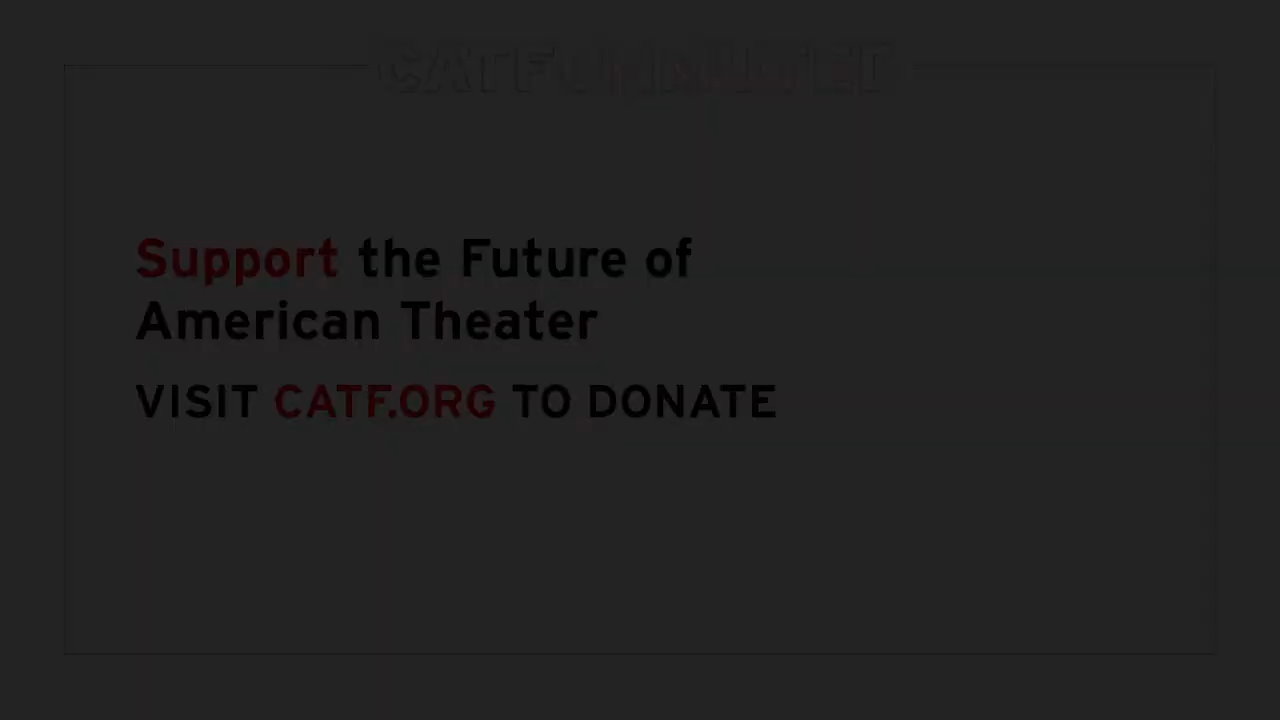 Support the Future of
American Theater
VISIT CATF.ORG TO DONATE